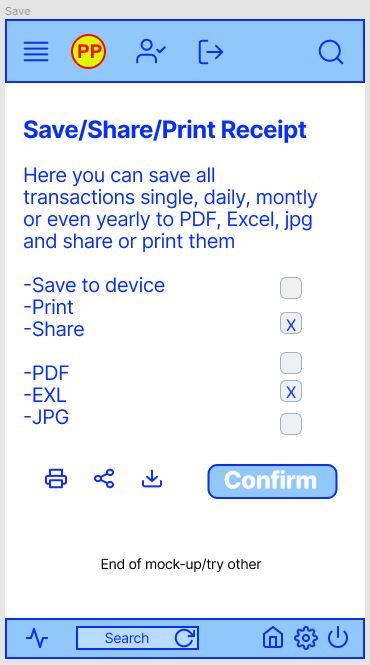 Save
PP
Save/Share/Print Receipt
Here you can save all
transactions single, daily, montly
or even yearly to PDF, Excel, jpg
and share or print them
-Save to device
-Print
-Share X
-PDF
-EXL X
-JPG
Confirm
End of mock-up/try other
Search